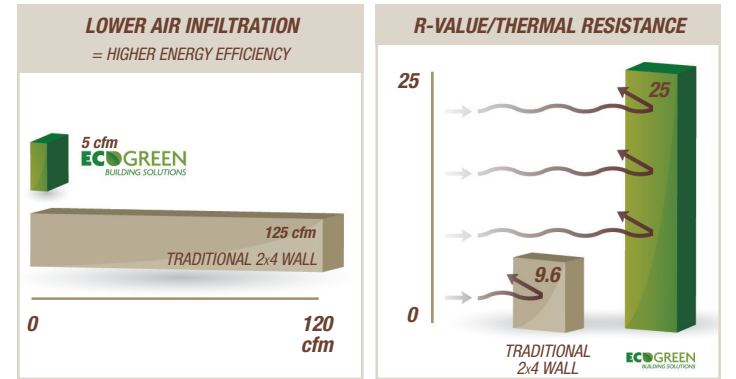 LOWER AIR INFILTRATION
= HIGHER ENERGY EFFICIENCY
5 cfm
ECOGREEN
BUILDING SOLUTIONS
125 cfm
TRADITIONAL 2x4 WALL
0
120
cfm
R-VALUE/THERMAL RESISTANCE
25
25
9.6
0
TRADITIONAL
2x4 WALL
ECOGREEN
BUILDING SOLUTIONS